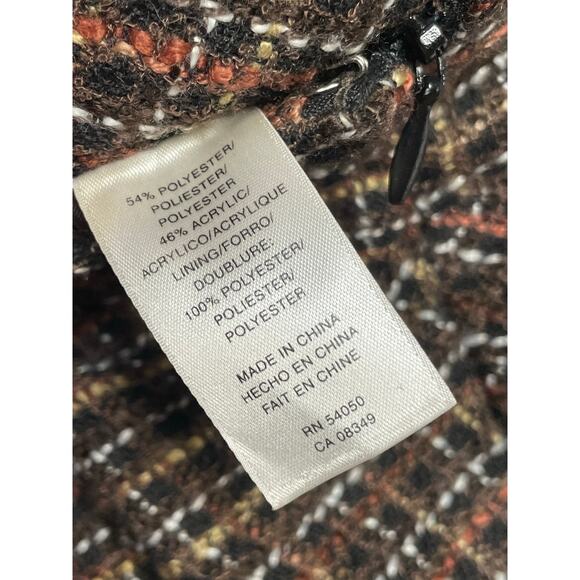 54% POLYESTER/
POLIESTER/
POLYESTER
46% ACRYLIC/
ACRYLICO/ACRYLIQUE
LINING/FORRO/
DOUBLURE:
100% POLYESTER/
POLIESTER/
POLYESTER
MADE IN CHINA
HECHO EN CHINA
FAIT EN CHINE
RN 54050
CA 08349